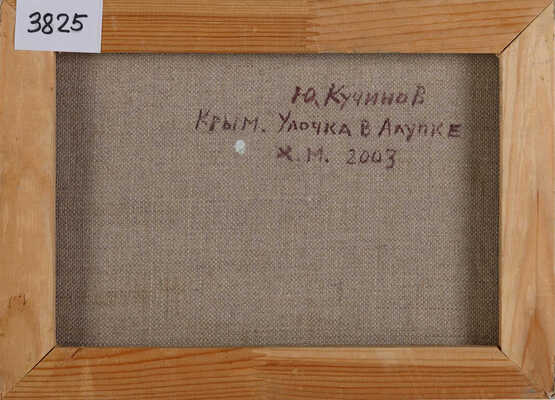 3825
Ю. Кучинов
Крым. Улочка в Алупке
х.м. 2003